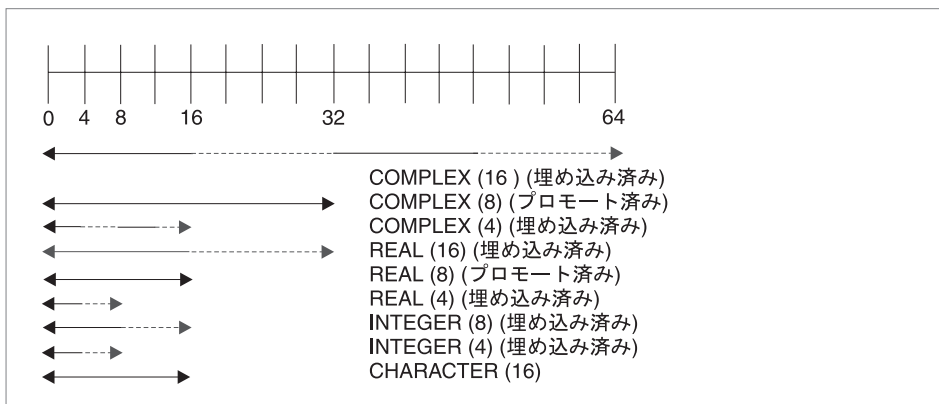 0 4 8 16 32 64
COMPLEX (16 ) (埋め込み済み)
COMPLEX (8) (プロモート済み)
COMPLEX (4) (埋め込み済み)
REAL (16) (埋め込み済み)
REAL (8) (プロモート済み)
REAL (4) (埋め込み済み)
INTEGER (8) (埋め込み済み)
INTEGER (4) (埋め込み済み)
CHARACTER (16)